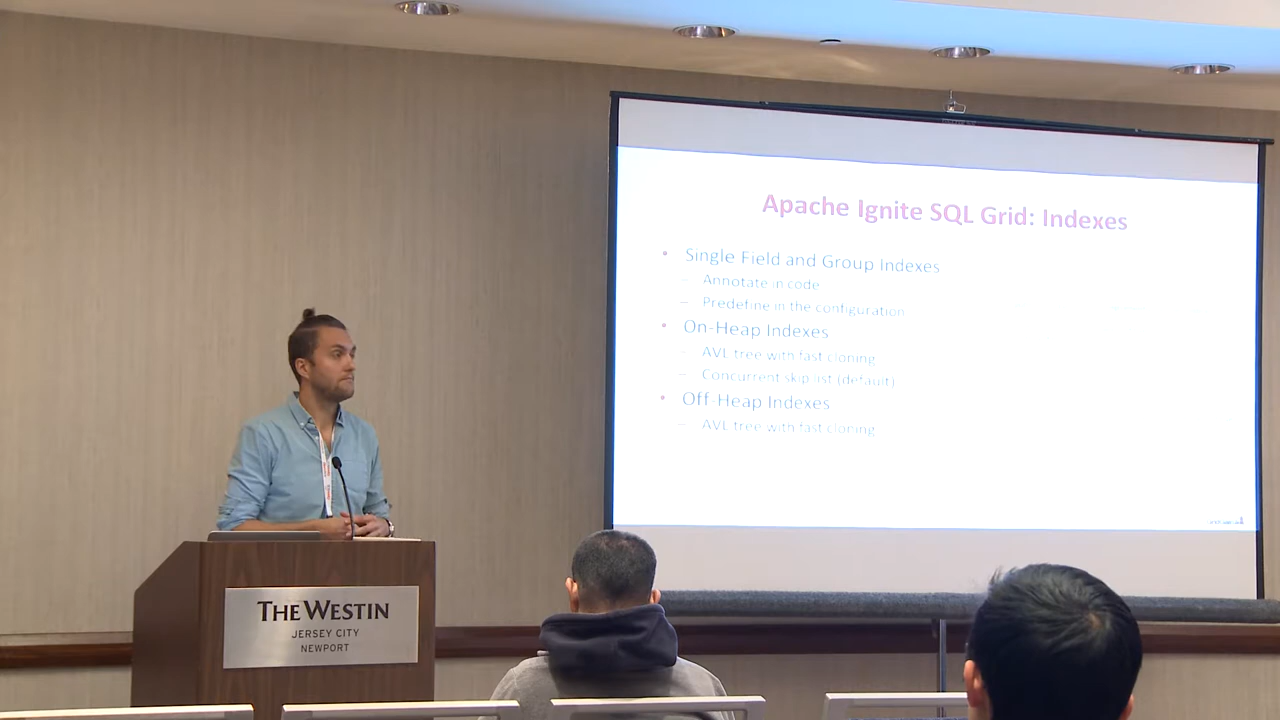 Apache Ignite SQL Grid: Indexes
• Single Field and Group Indexes
– Annotate in code
– Predefine in the configuration
• On-Heap Indexes
– AVL tree with fast cloning
– Concurrent skip list (default)
• Off-Heap Indexes
– AVL tree with fast cloning
THE WESTIN
JERSEY CITY
NEWPORT